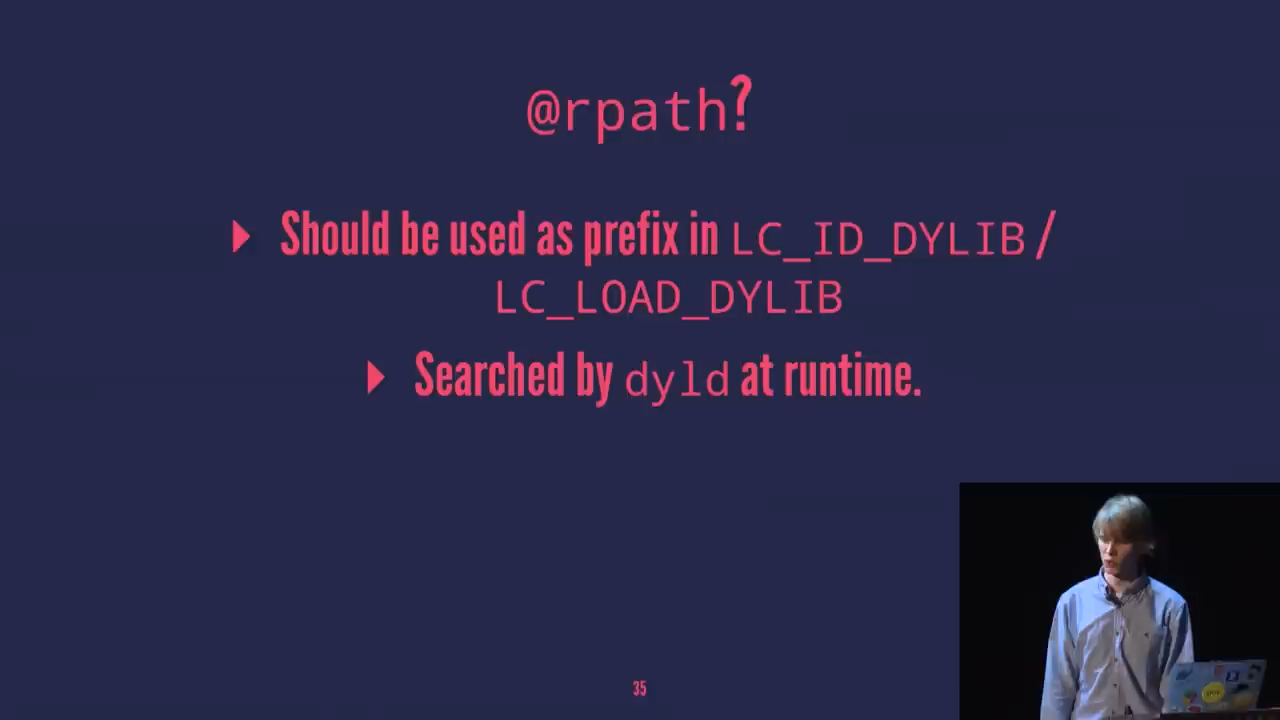 @rpath?
Should be used as prefix in LC_ID_DYLIB/
LC_LOAD_DYLIB
Searched by dyld at runtime.
35